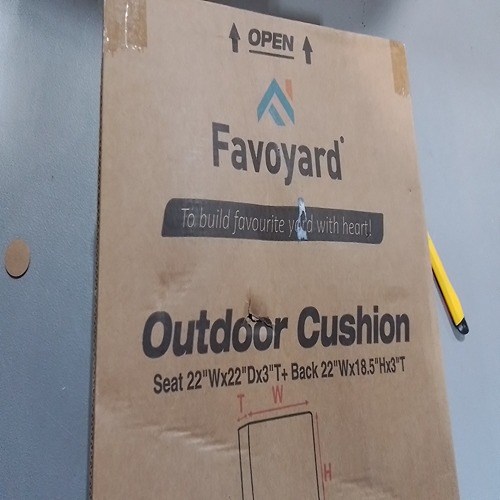 OPEN
Favoyard®
To build favourite yard with heart!
Outdoor Cushion
Seat 22"Wx22"Dx3"T+ Back 22"Wx18.5"Hx3"T
T W
H